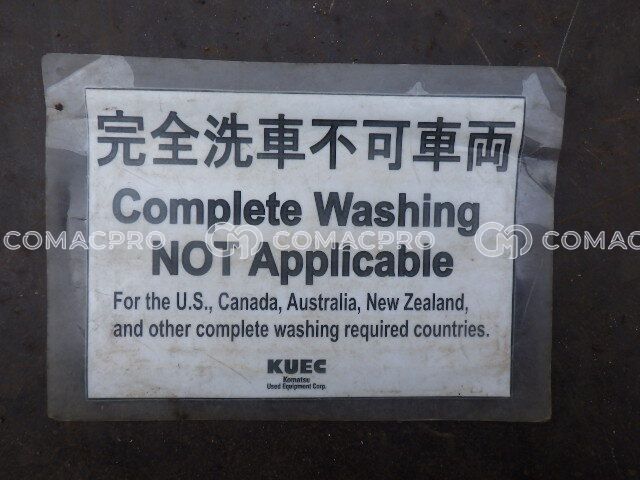 完全洗車不可車両
Complete Washing
NOT Applicable
COMACPRO COMACPRO COMACPRO
For the U.S., Canada, Australia, New Zealand,
and other complete washing required countries.
KUEC
Komatsu
Used Equipment Corp.